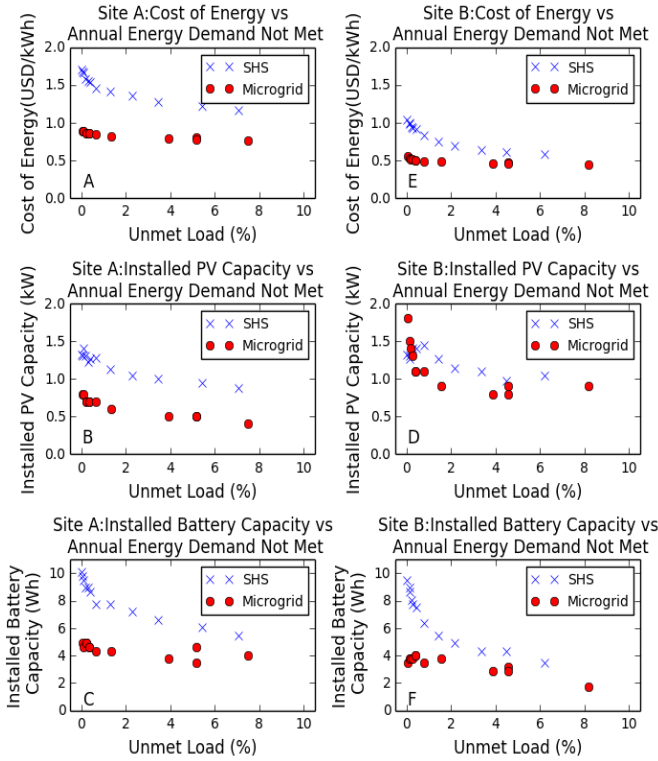 Site A:Cost of Energy vs
Annual Energy Demand Not Met
Cost of Energy(USD/kWh)
2.0
1.5
1.0
0.5
0.0
0 2 4 6 8 10
SHS
Microgrid
A
Unmet Load (%)
Site B:Cost of Energy vs
Annual Energy Demand Not Met
Cost of Energy(USD/kWh)
2.0
1.5
1.0
0.5
0.0
0 2 4 6 8 10
SHS
Microgrid
E
Unmet Load (%)
Site A:Installed PV Capacity vs
Annual Energy Demand Not Met
Installed PV Capacity (kW)
2.0
1.5
1.0
0.5
0.0
0 2 4 6 8 10
SHS
Microgrid
B
Unmet Load (%)
Site B:Installed PV Capacity vs
Annual Energy Demand Not Met
Installed PV Capacity (kW)
2.0
1.5
1.0
0.5
0.0
0 2 4 6 8 10
SHS
Microgrid
D
Unmet Load (%)
Site A:Installed Battery Capacity vs
Annual Energy Demand Not Met
Installed Battery
Capacity (Wh)
10
8
6
4
2
0
0 2 4 6 8 10
SHS
Microgrid
C
Unmet Load (%)
Site B:Installed Battery Capacity vs
Annual Energy Demand Not Met
Installed Battery
Capacity (Wh)
10
8
6
4
2
0
0 2 4 6 8 10
SHS
Microgrid
F
Unmet Load (%)